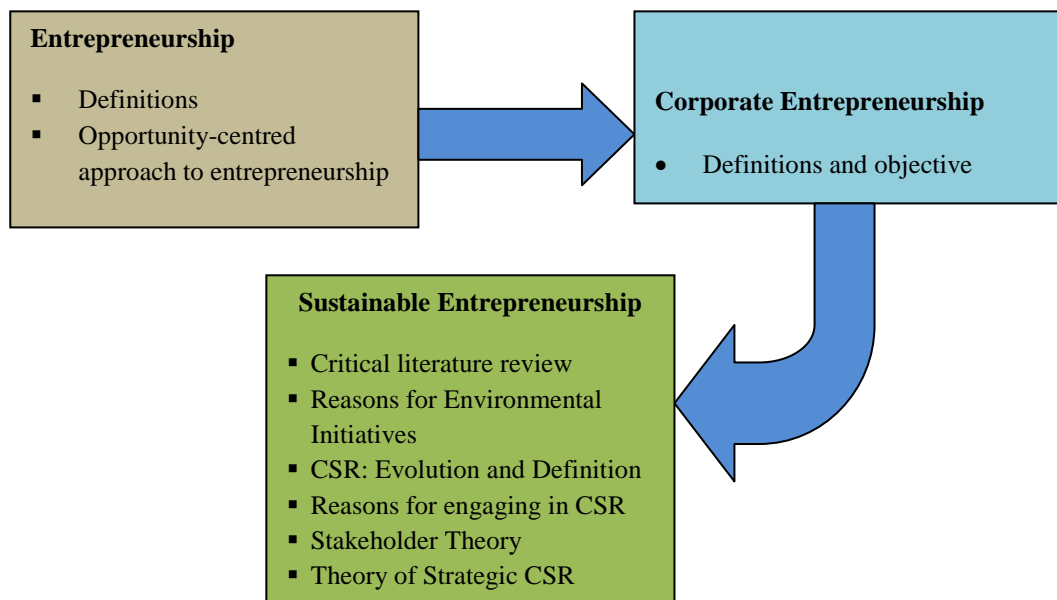 Entrepreneurship
▪ Definitions
▪ Opportunity-centred
approach to entrepreneurship
Corporate Entrepreneurship
• Definitions and objective
Sustainable Entrepreneurship
▪ Critical literature review
▪ Reasons for Environmental
Initiatives
▪ CSR: Evolution and Definition
▪ Reasons for engaging in CSR
▪ Stakeholder Theory
▪ Theory of Strategic CSR